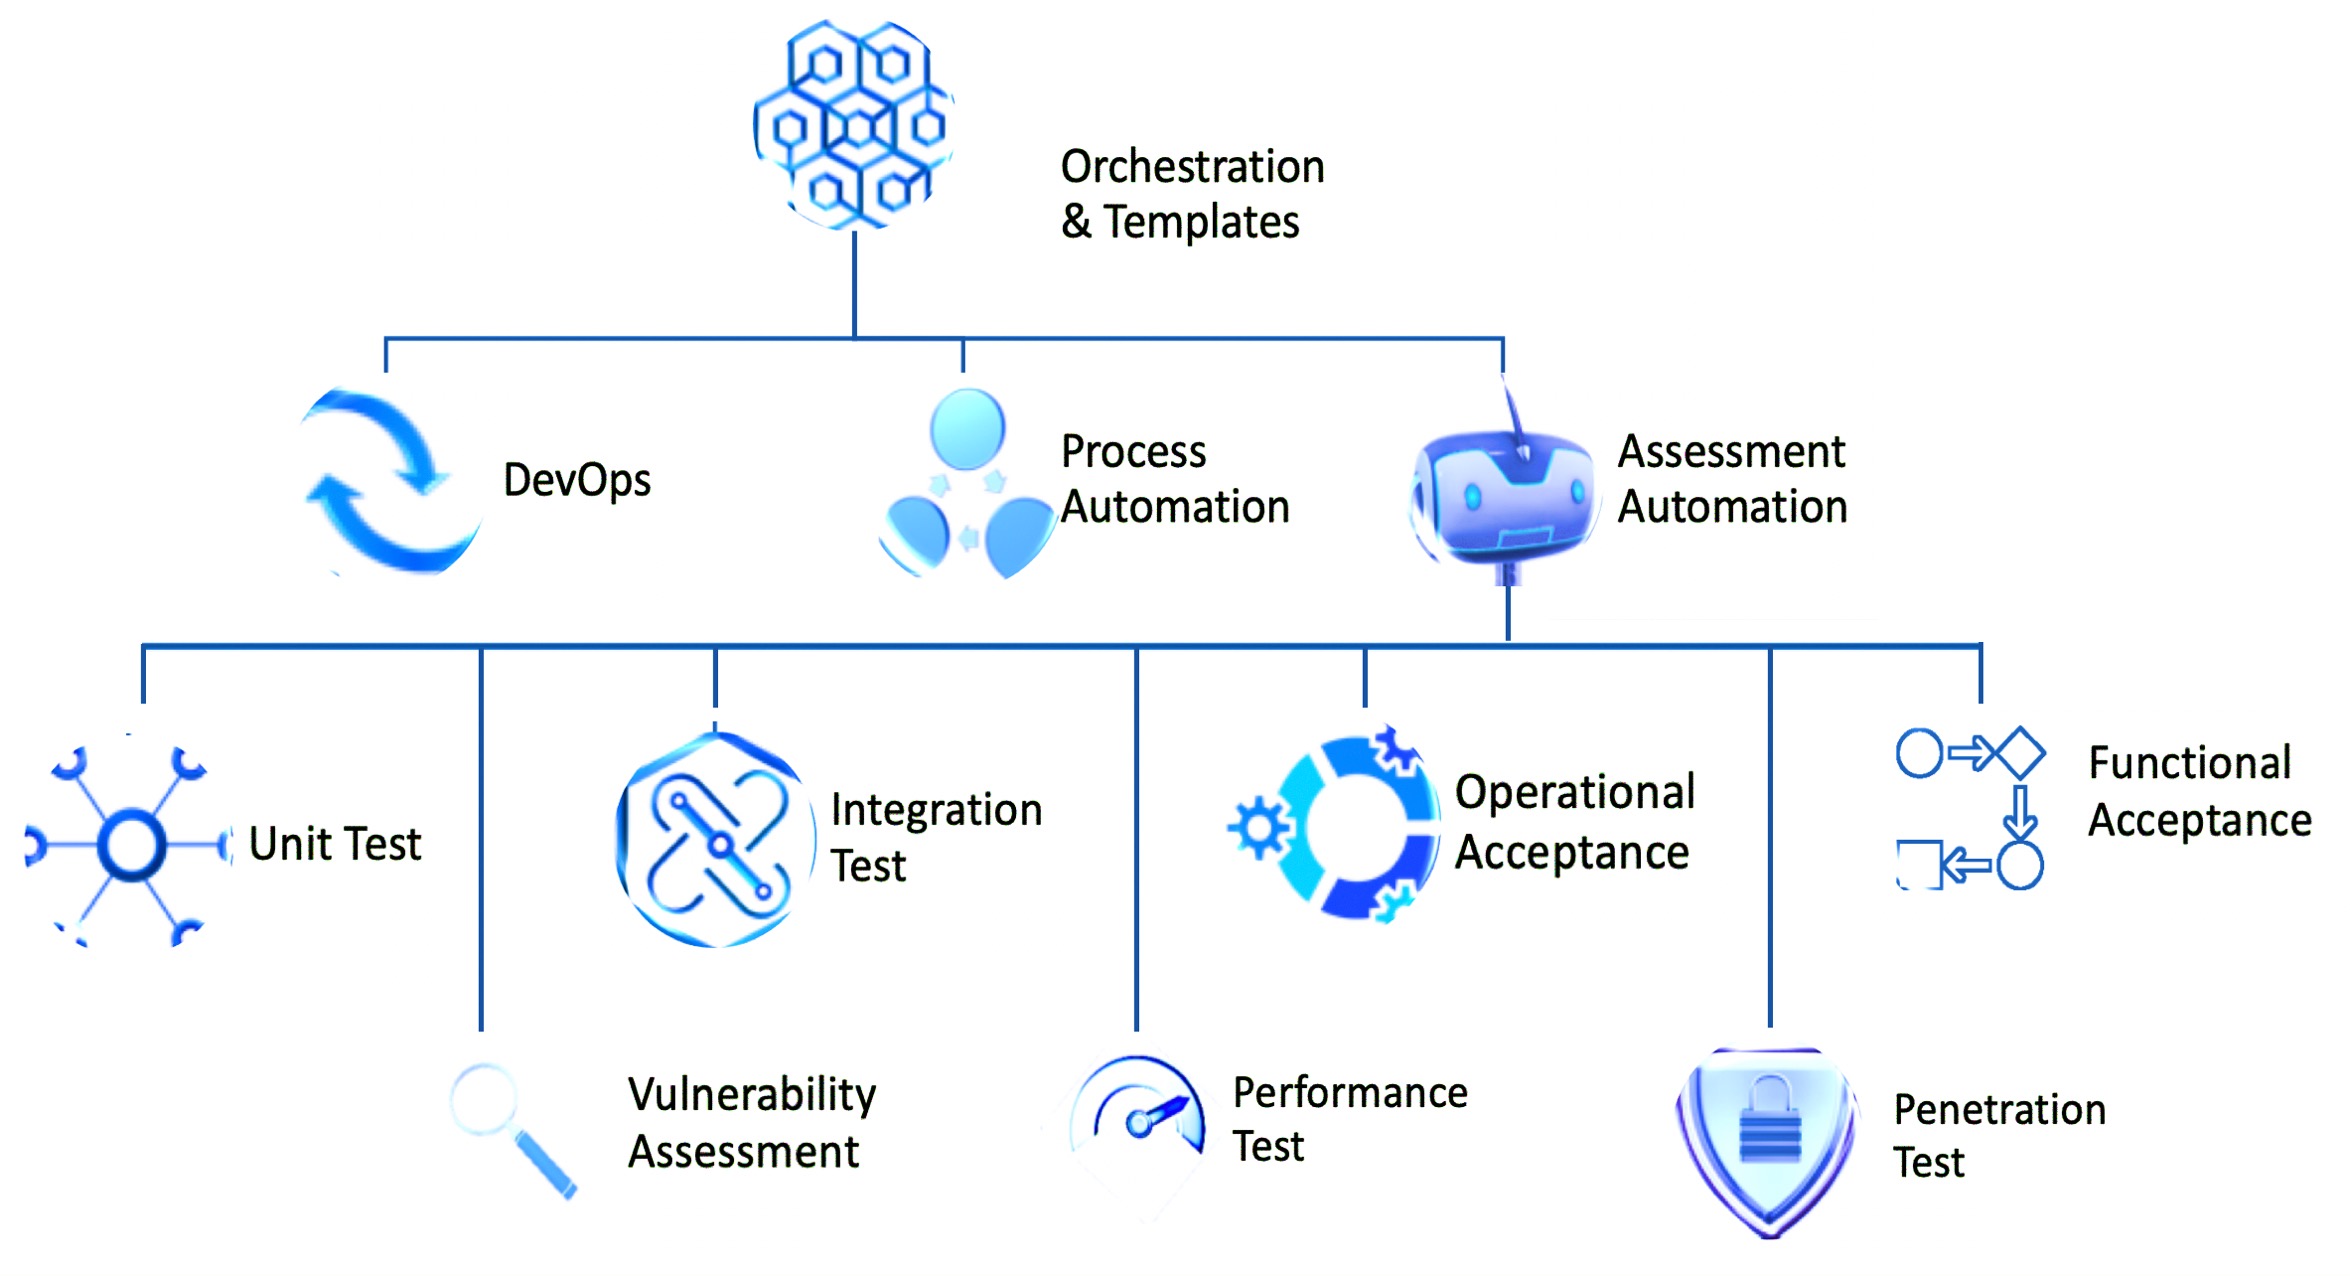 Orchestration
& Templates
DevOps
Process
Automation
Assessment
Automation
Unit Test
Integration
Test
Operational
Acceptance
Functional
Acceptance
Vulnerability
Assessment
Performance
Test
Penetration
Test